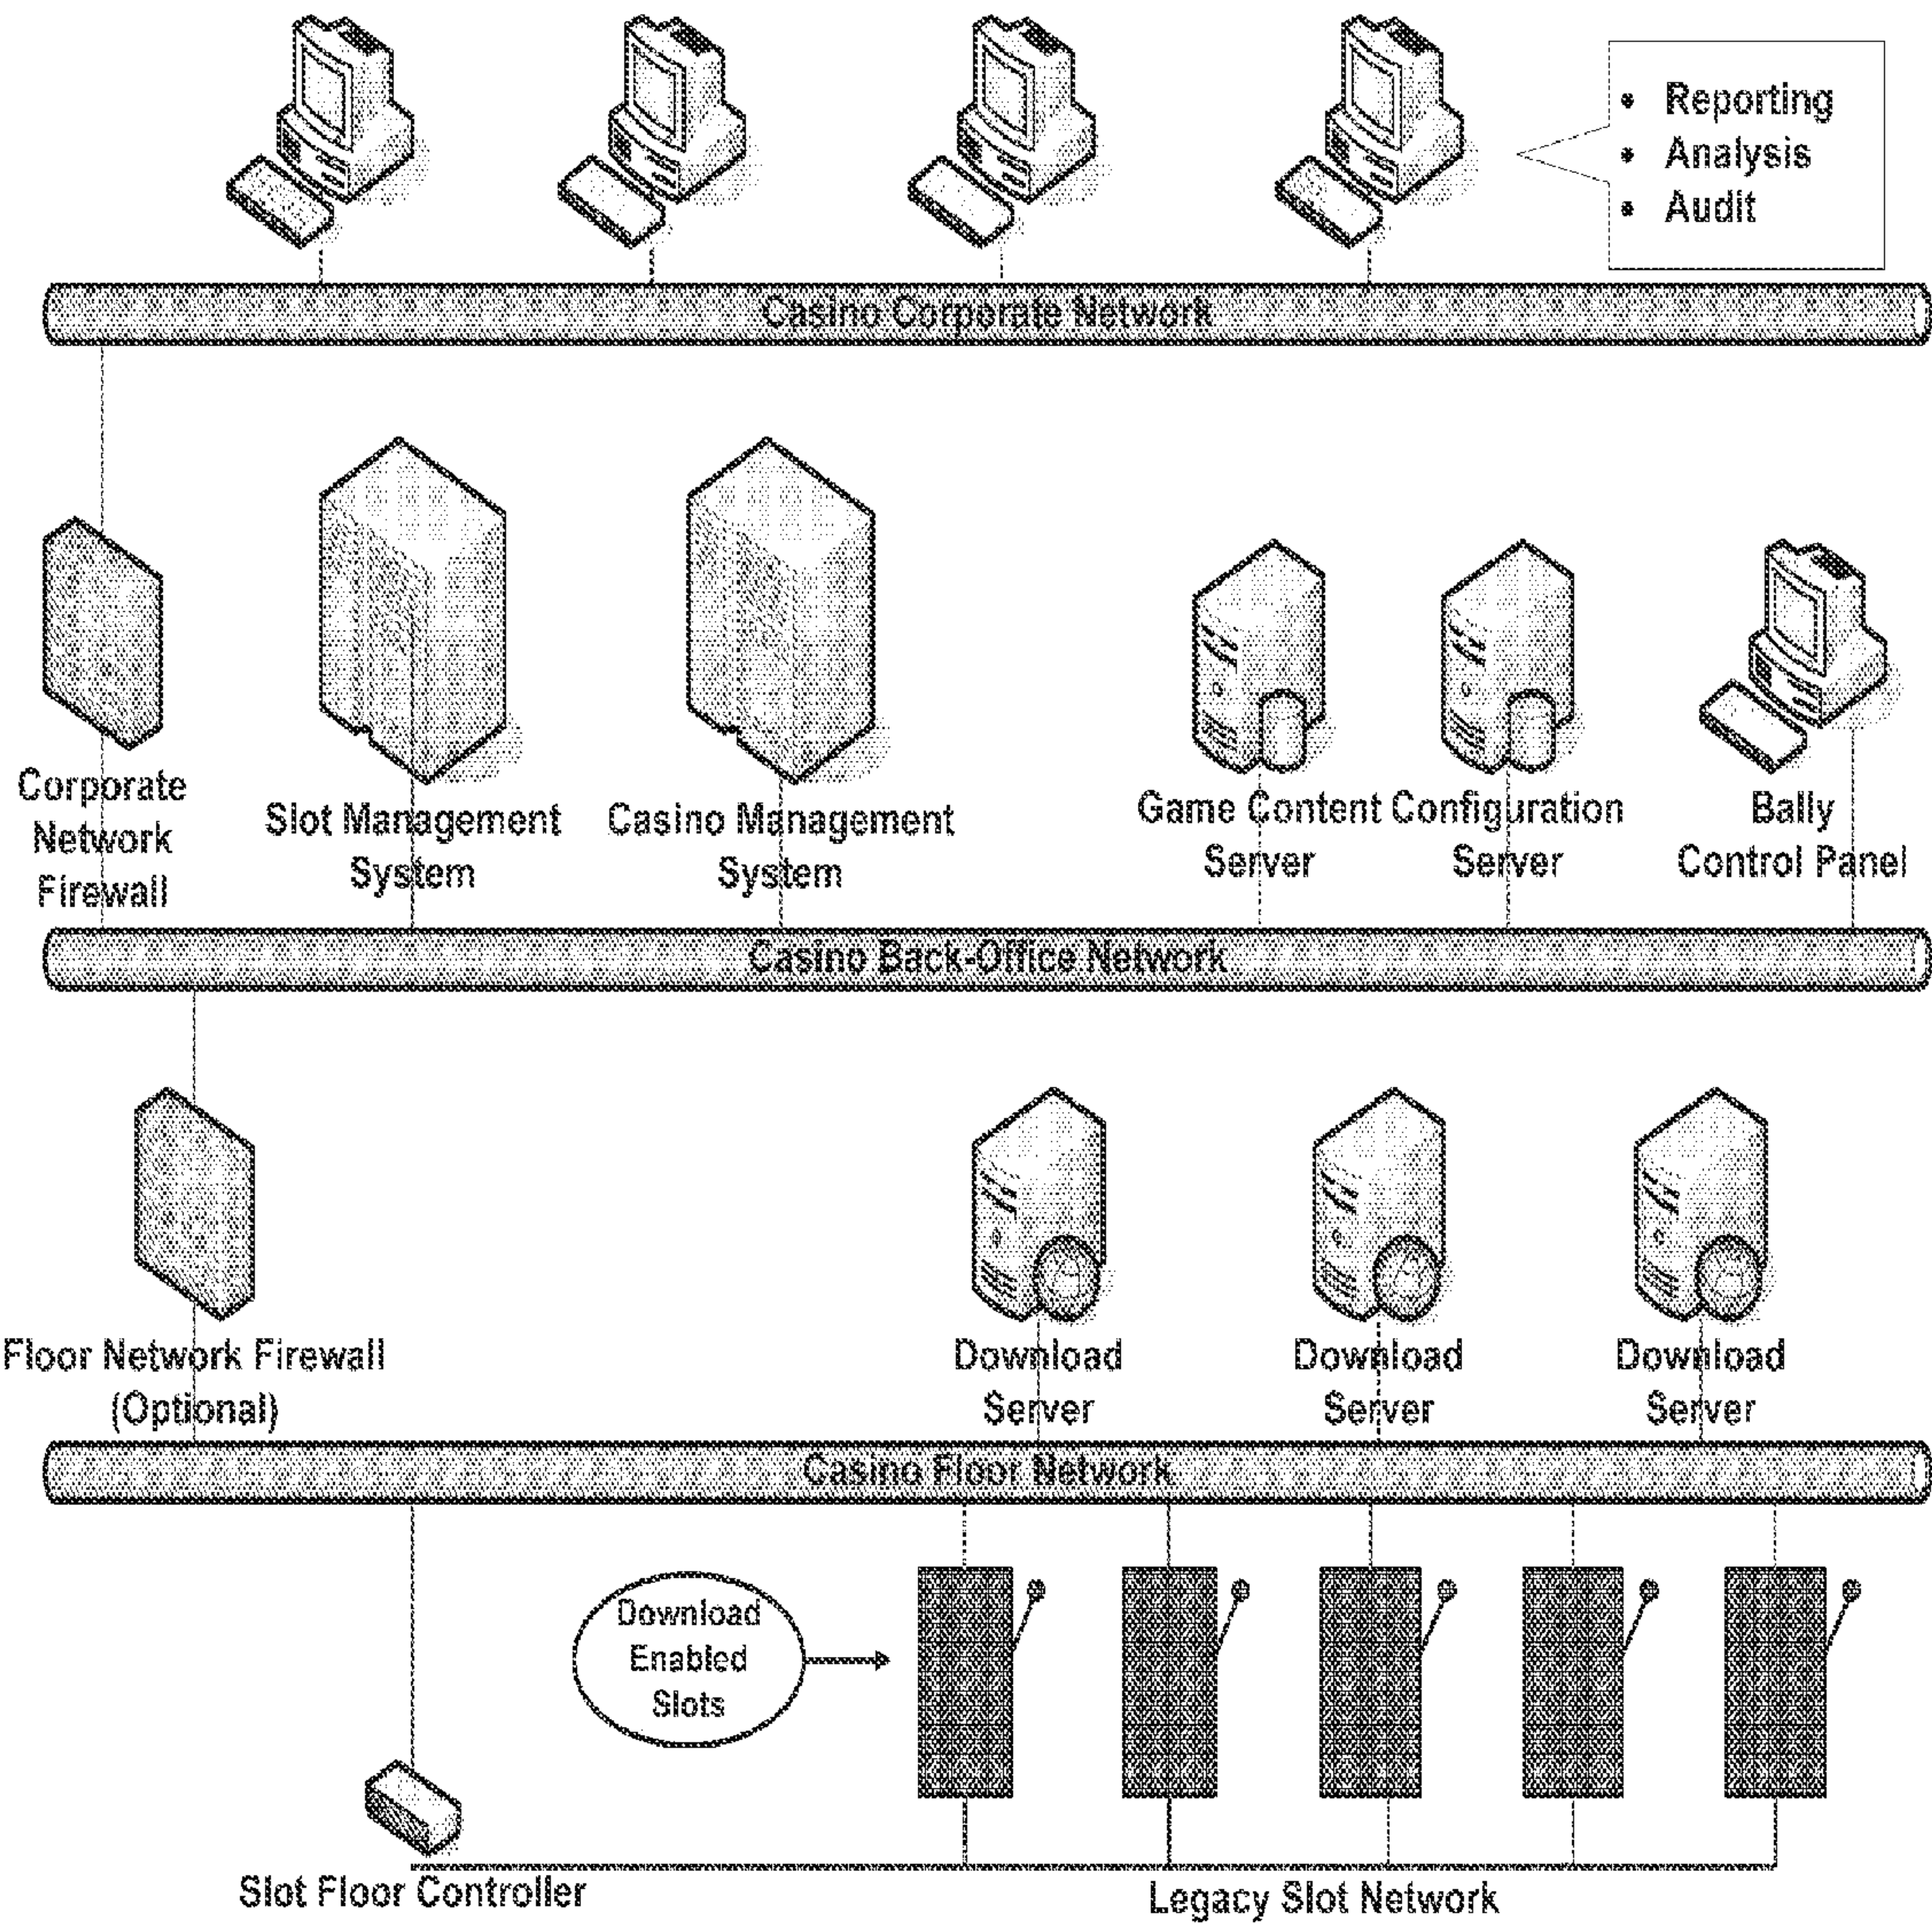 • Reporting
• Analysis
• Audit
Casino Corporate Network
Corporate
Network
Firewall
Slot Management
System
Casino Management
System
Game Content
Server
Configuration
Server
Bally
Control Panel
Casino Back-Office Network
Floor Network Firewall
(Optional)
Download
Server
Download
Server
Download
Server
Casino Floor Network
Download
Enabled
Slots
Slot Floor Controller
Legacy Slot Network